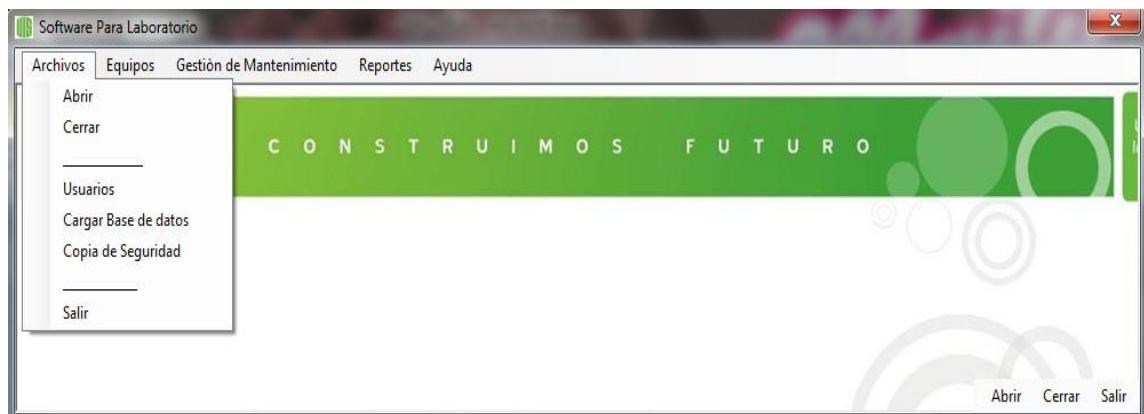 Software Para Laboratorio
Archivos Equipos Gestiòn de Mantenimiento Reportes Ayuda
Abrir
Cerrar
Usuarios
Cargar Base de datos
Copia de Seguridad
Salir
CONSTRUIMOS FUTURO
Abrir Cerrar Salir